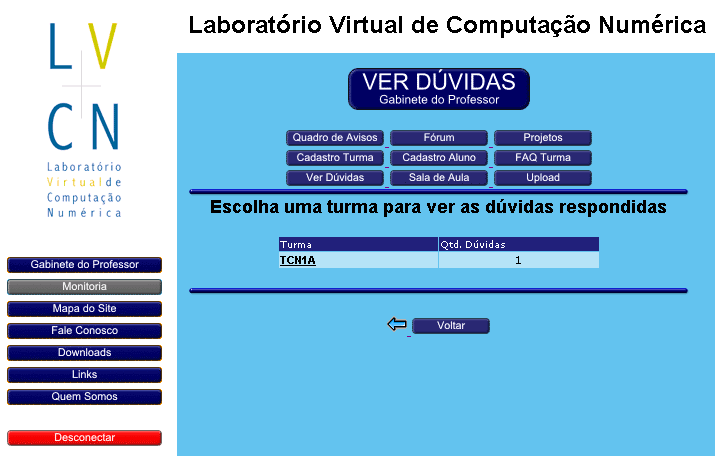 LV
CN
Laboratório
Virtual de
Computação
Numérica
Laboratório Virtual de Computação Numérica
VER DÚVIDAS
Gabinete do Professor
Quadro de Avisos Fórum Projetos
Cadastro Turma Cadastro Aluno FAQ Turma
Ver Dúvidas Sala de Aula Upload
Escolha uma turma para ver as dúvidas respondidas
Turma Qtd. Dúvidas
TCN1A 1
Voltar
Gabinete do Professor
Monitoria
Mapa do Site
Fale Conosco
Downloads
Links
Quem Somos
Desconectar